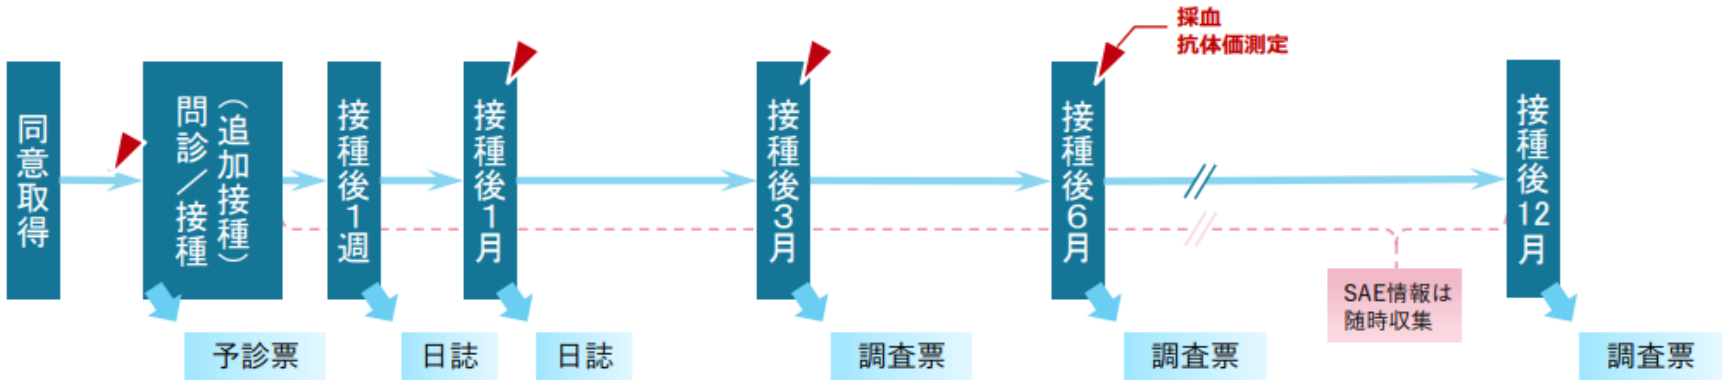 採血
抗体価測定
同意取得
（追加接種）
問診／接種
接種後1週
接種後1月
接種後3月
接種後6月
接種後12月
SAE情報は
随時収集
予診票
日誌
日誌
調査票
調査票
調査票